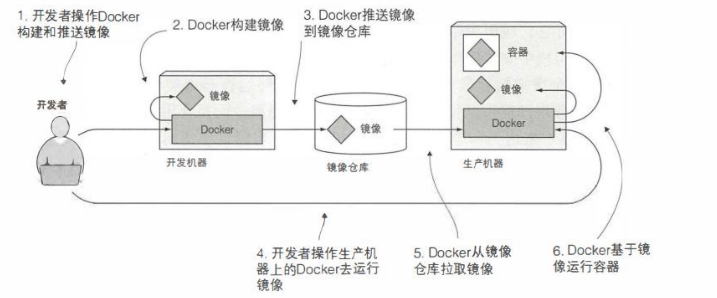 1. 开发者操作Docker
构建和推送镜像
2. Docker构建镜像
3. Docker推送镜像
到镜像仓库
容器
镜像
镜像
开发者
Docker
镜像
Docker
开发机器
镜像仓库
生产机器
4. 开发者操作生产机
器上的Docker去运行
镜像
5. Docker从镜像
仓库拉取镜像
6. Docker基于镜
像运行容器